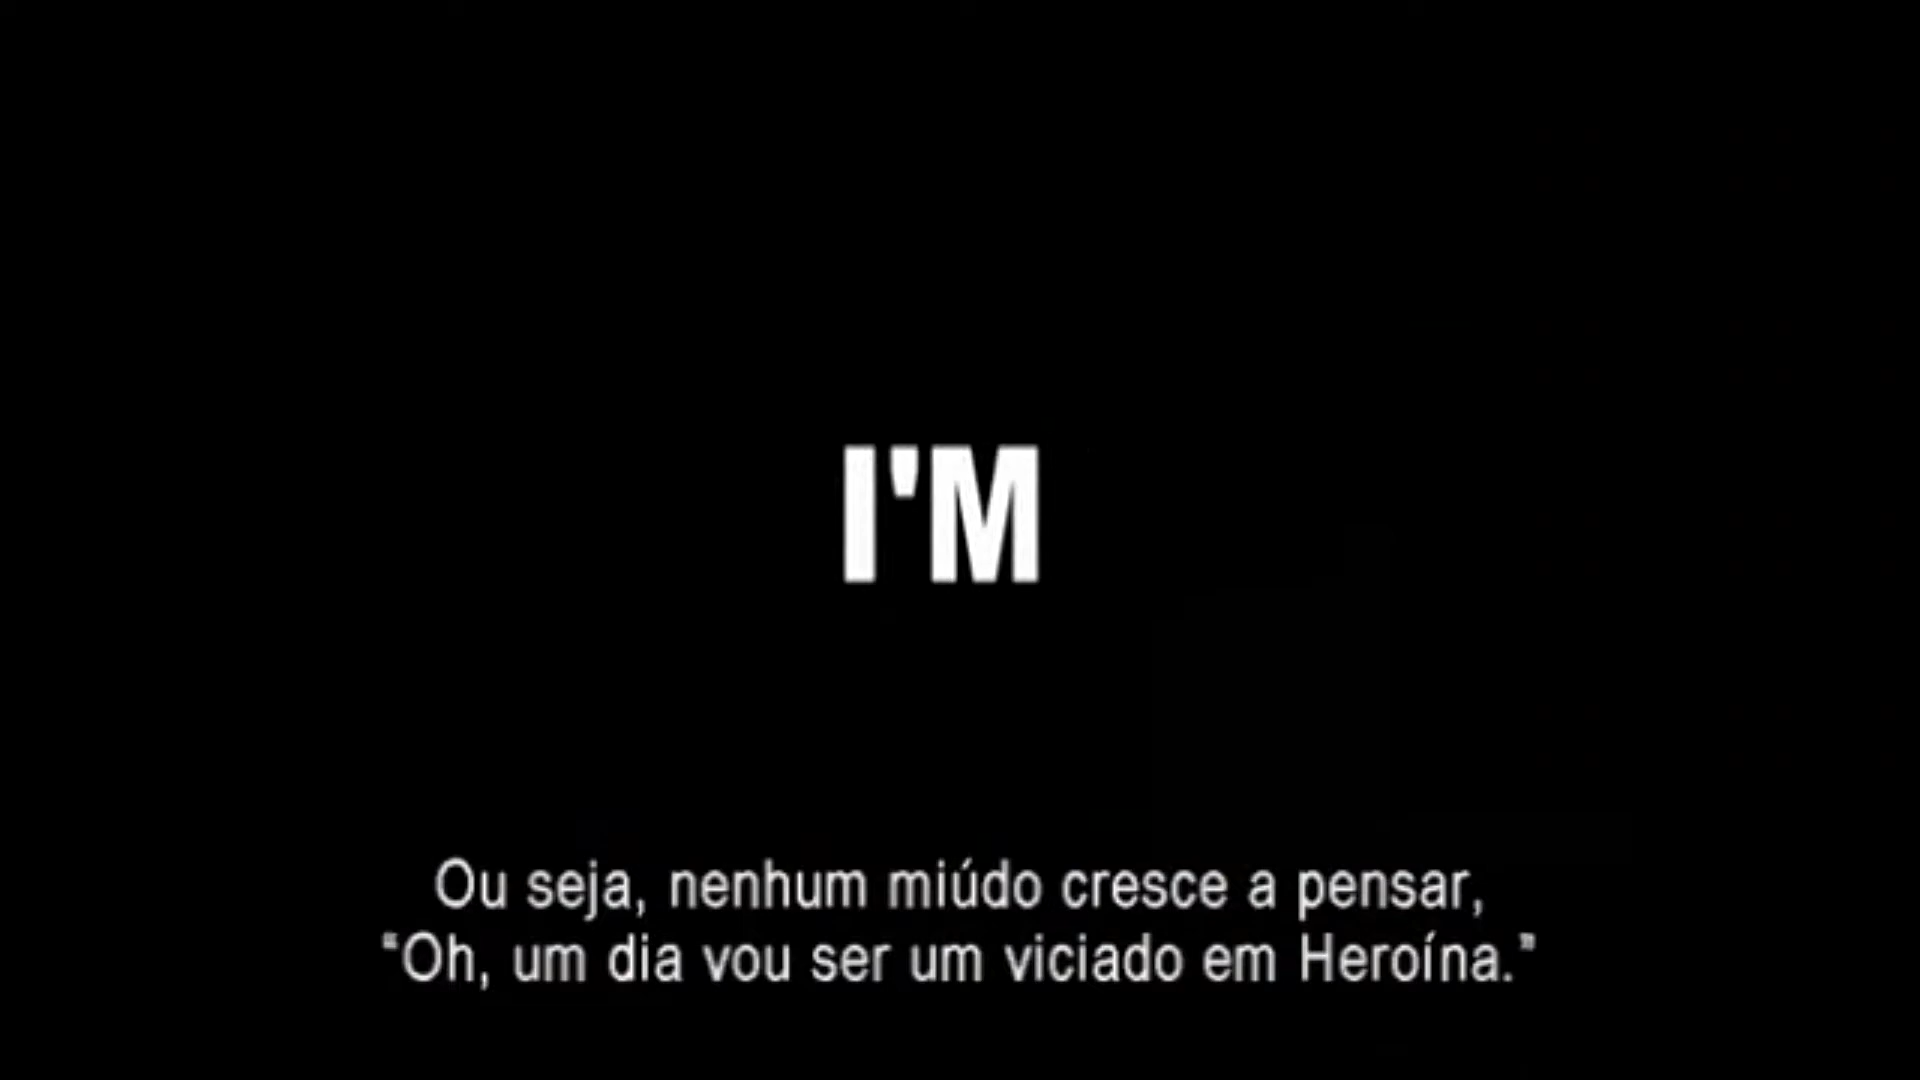 I'M
Ou seja, nenhum miúdo cresce a pensar,
"Oh, um dia vou ser um viciado em Heroína."